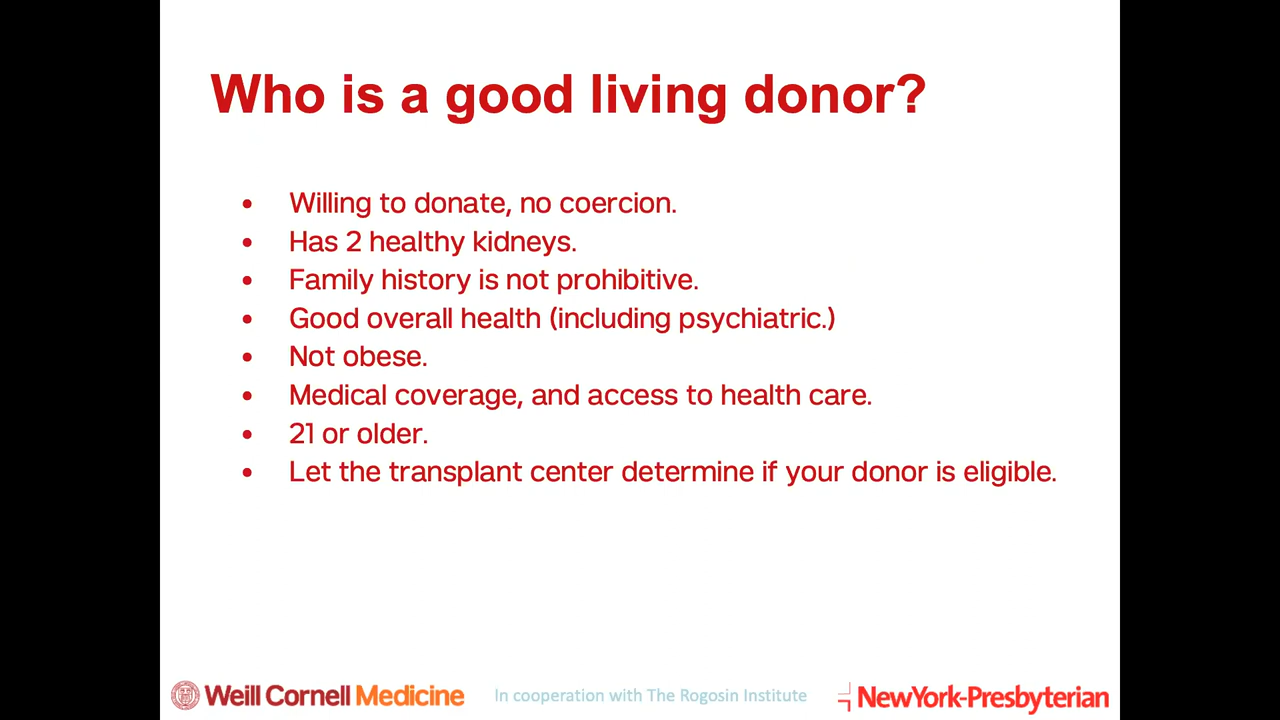 Who is a good living donor?
• Willing to donate, no coercion.
• Has 2 healthy kidneys.
• Family history is not prohibitive.
• Good overall health (including psychiatric.)
• Not obese.
• Medical coverage, and access to health care.
• 21 or older.
• Let the transplant center determine if your donor is eligible.
Weill Cornell Medicine In cooperation with The Rogosin Institute NewYork-Presbyterian